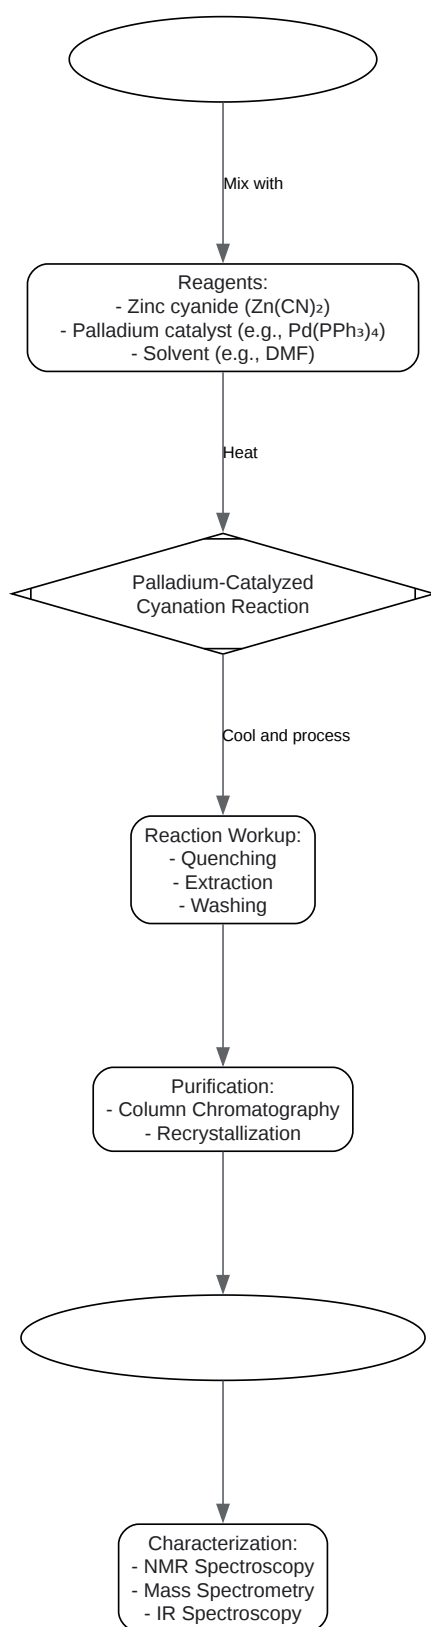 Mix with
Reagents:
- Zinc cyanide (Zn(CN)₂)
- Palladium catalyst (e.g., Pd(PPh₃)₄)
- Solvent (e.g., DMF)
Heat
Palladium-Catalyzed
Cyanation Reaction
Cool and process
Reaction Workup:
- Quenching
- Extraction
- Washing
Purification:
- Column Chromatography
- Recrystallization
Characterization:
- NMR Spectroscopy
- Mass Spectrometry
- IR Spectroscopy